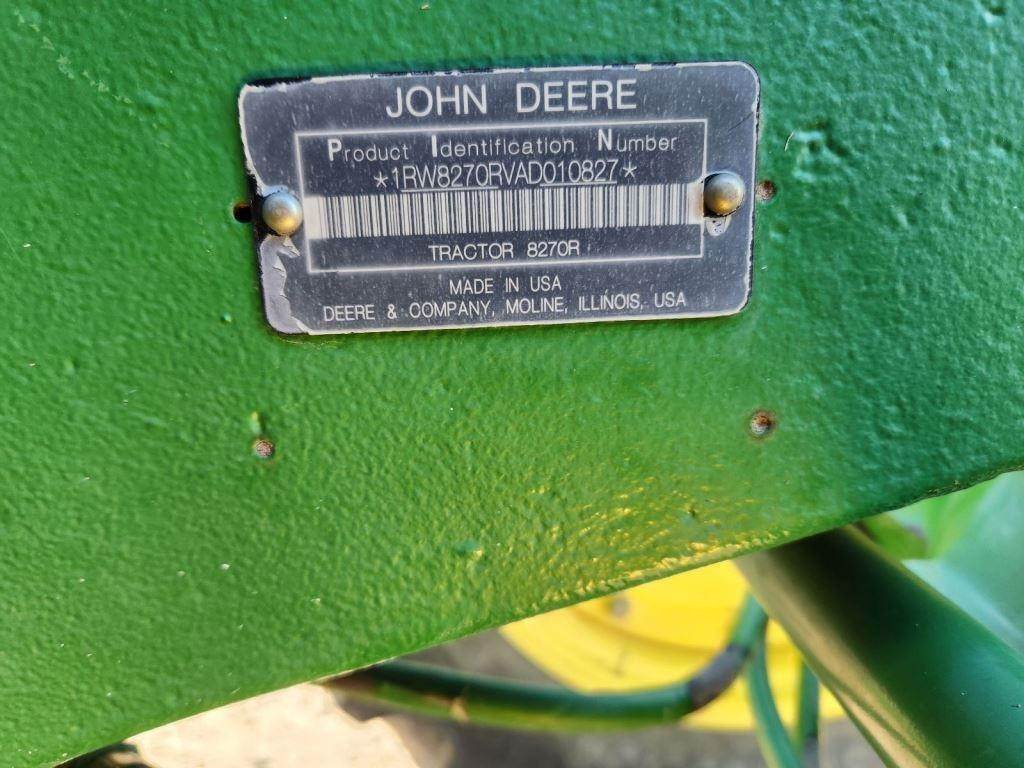 JOHN DEERE
Product Identification Number
*1RW8270RVAD010827*
TRACTOR 8270R
MADE IN USA
DEERE & COMPANY, MOLINE, ILLINOIS, USA